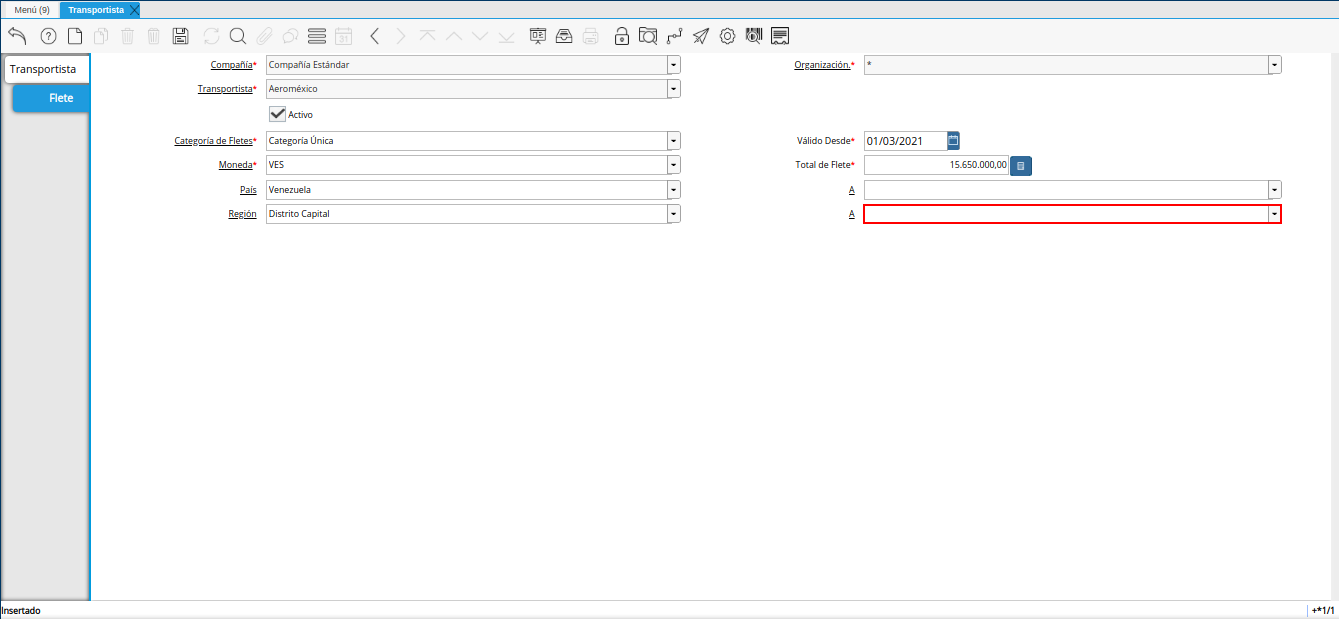 Menú (9) Transportista
31
Transportista
Flete
Compañía* Compañía Estándar Organización.* *
Transportista* Aeroméxico
Activo
Categoría de Fletes* Categoría Única Válido Desde* 01/03/2021
Moneda* VES Total de Flete* 15.650.000,00
País Venezuela A
Región Distrito Capital A
Insertado +*1/1